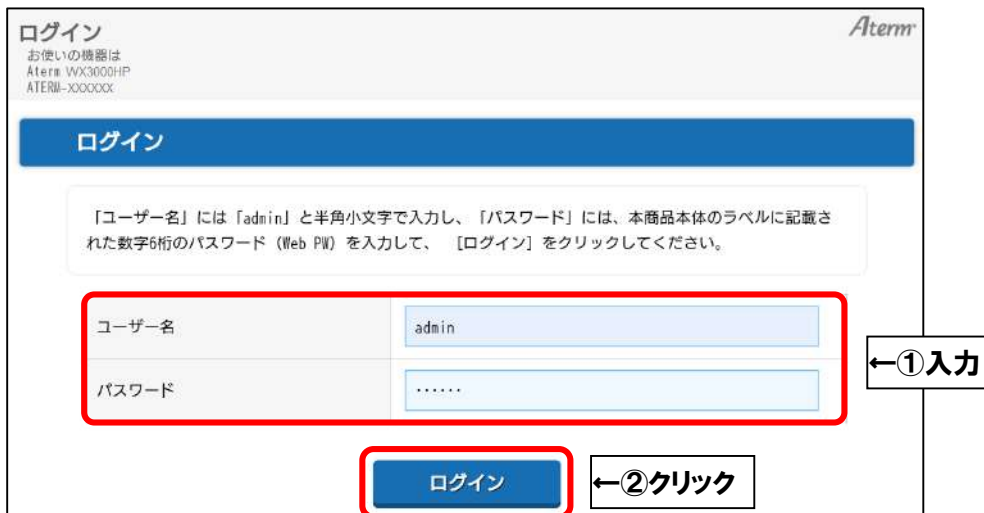 ログイン
Aterm
お使いの機器は
Aterm WX3000HP
ATERM-XXXXXX
ログイン
「ユーザー名」には「admin」と半角小文字で入力し、「パスワード」には、本商品本体のラベルに記載さ
れた数字6桁のパスワード（Web PW）を入力して、 ［ログイン］をクリックしてください。
ユーザー名
admin
←①入力
パスワード
......
ログイン
←②クリック